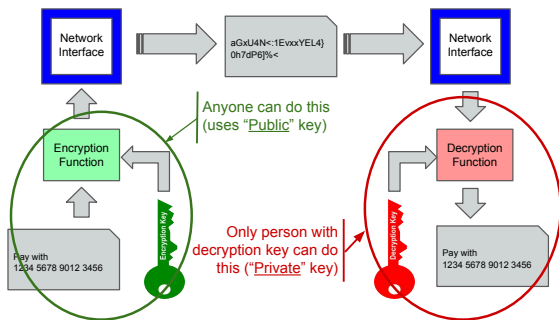 Network
Interface
aGxU4N<:1EvxxYEL4}
0h7dP6]%<
Network
Interface
Anyone can do this
(uses “Public” key)
Encryption
Function
Decryption
Function
Encryption Key
Decryption Key
Only person with
decryption key can do
this (“Private” key)
Pay with
1234 5678 9012 3456
Pay with
1234 5678 9012 3456